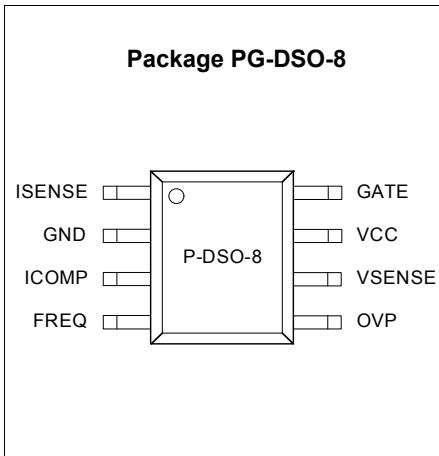 Package PG-DSO-8
ISENSE
GATE
GND
VCC
P-DSO-8
ICOMP
VSENSE
FREQ
OVP